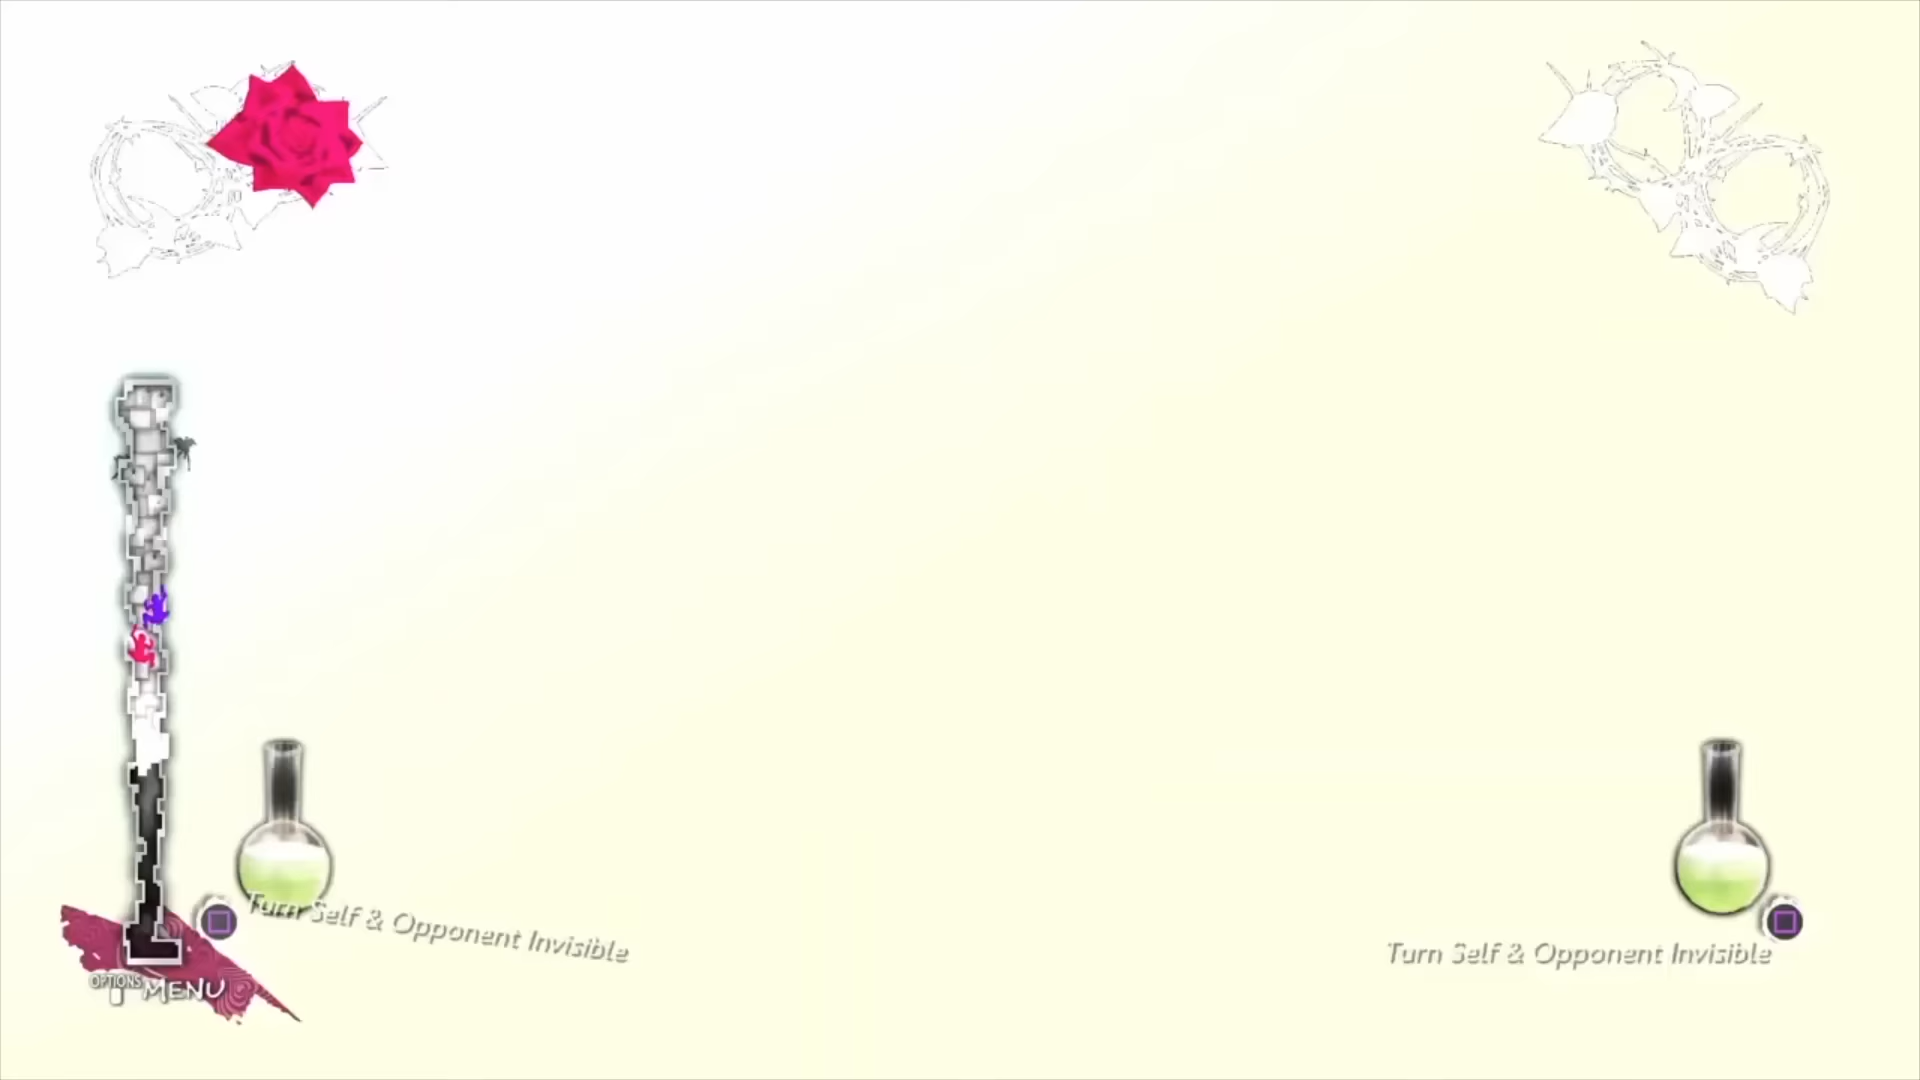 Turn Self & Opponent Invisible
Turn Self & Opponent Invisible
OPTIONS
MENU